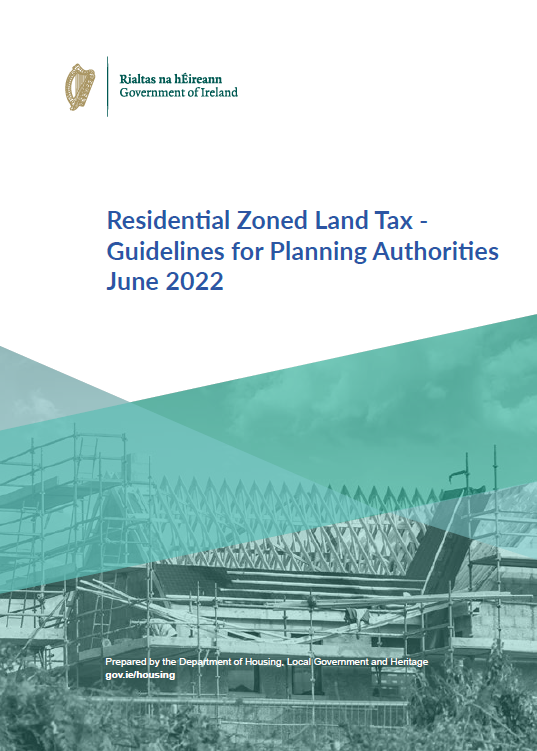 Rialtas na hÉireann
Government of Ireland
Residential Zoned Land Tax -
Guidelines for Planning Authorities
June 2022
Prepared by the Department of Housing, Local Government and Heritage
gov.ie/housing